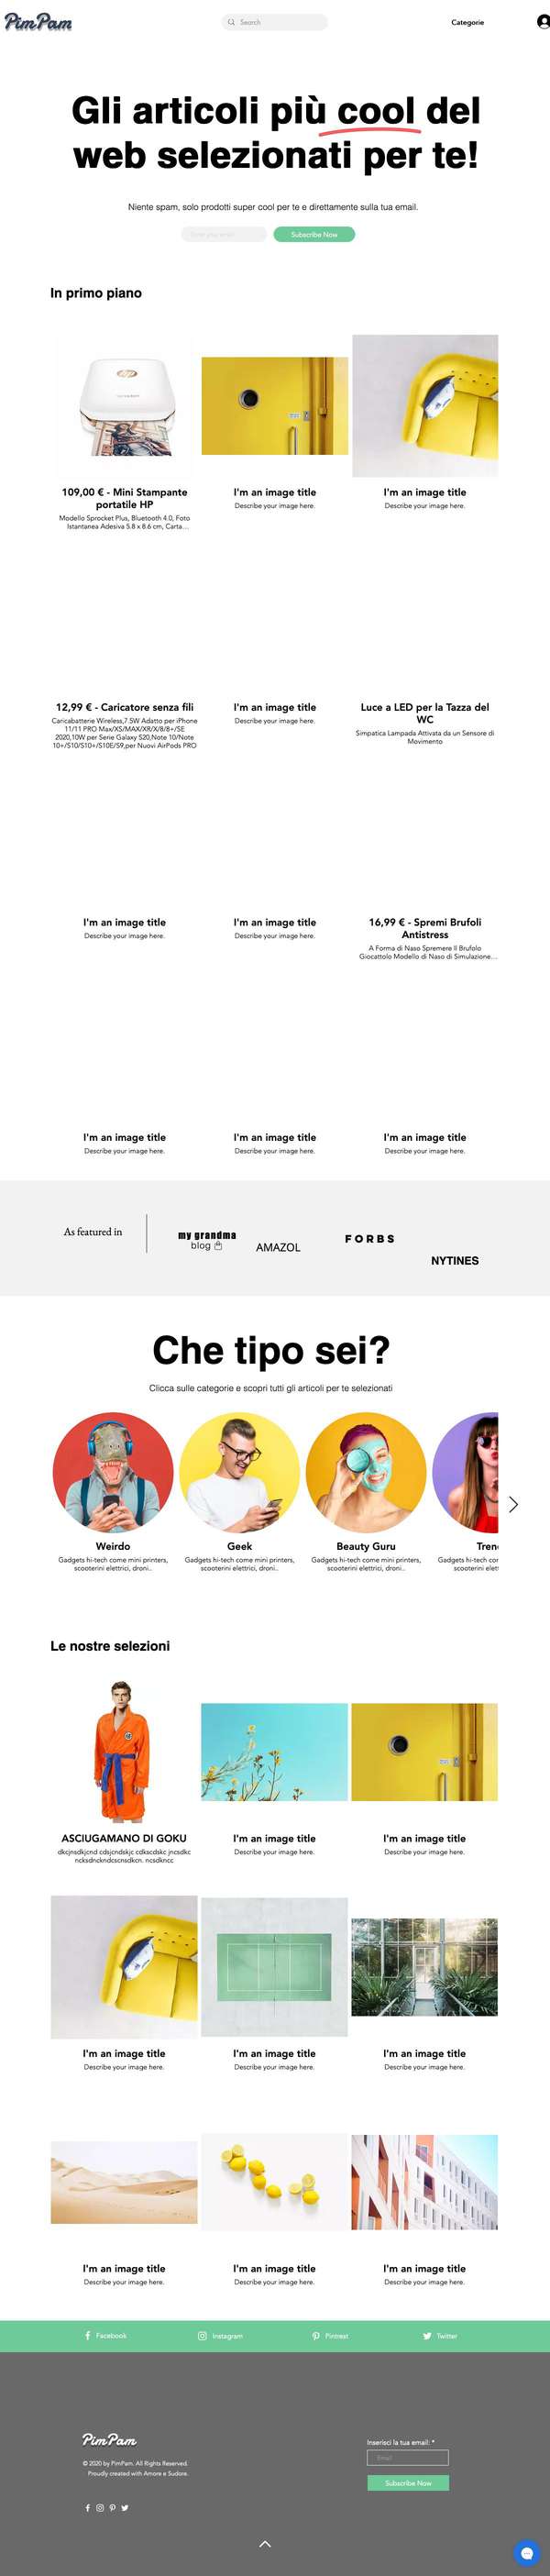 PimPam
Search
Categorie
Gli articoli più cool del
web selezionati per te!
Niente spam, solo prodotti super cool per te e direttamente sulla tua email.
Subscribe Now
In primo piano
109,00 € - Mini Stampante
portatile HP
Modello Sprocket Plus, Bluetooth 4.0, Foto
Istantanea Adesiva 5.8 x 8.6 cm, Carta...
I'm an image title
Describe your image here.
I'm an image title
Describe your image here.
12,99 € - Caricatore senza fili
Caricabatterie Wireless,7.5W Adatto per iPhone
11/11 PRO Max/XS/MAX/XR/X/8/8+/SE
2020,10W per Serie Galaxy S20,Note 10/Note
10+/S10/S10+/S10E/S9,per Nuovi AirPods PRO
I'm an image title
Describe your image here.
Luce a LED per la Tazza del
WC
Simpatica Lampada Attivata da un Sensore di
Movimento
I'm an image title
Describe your image here.
I'm an image title
Describe your image here.
16,99 € - Spremi Brufoli
Antistress
A Forma di Naso Spremere Il Brufolo
Giocattolo Modello di Naso di Simulazione...
I'm an image title
Describe your image here.
I'm an image title
Describe your image here.
I'm an image title
Describe your image here.
As featured in
my grandma
blog
AMAZOL
FORBS
NYTINES
Che tipo sei?
Clicca sulle categorie e scopri tutti gli articoli per te selezionati
Weirdo
Gadgets hi-tech come mini printers,
scooterini elettrici, droni..
Geek
Gadgets hi-tech come mini printers,
scooterini elettrici, droni..
Beauty Guru
Gadgets hi-tech come mini printers,
scooterini elettrici, droni..
Tren
Gadgets hi-tech cor
scooterini elet
Le nostre selezioni
ASCIUGAMANO DI GOKU
I'm an image title
Describe your image here.
I'm an image title
Describe your image here.
I'm an image title
Describe your image here.
I'm an image title
Describe your image here.
I'm an image title
Describe your image here.
I'm an image title
Describe your image here.
I'm an image title
Describe your image here.
I'm an image title
Describe your image here.
Facebook
Instagram
Pintrest
Twitter
PimPam
© 2020 by PimPam. All Rights Reserved.
Proudly created with Amore e Sudore.
Inserisci la tua email: *
Email
Subscribe Now